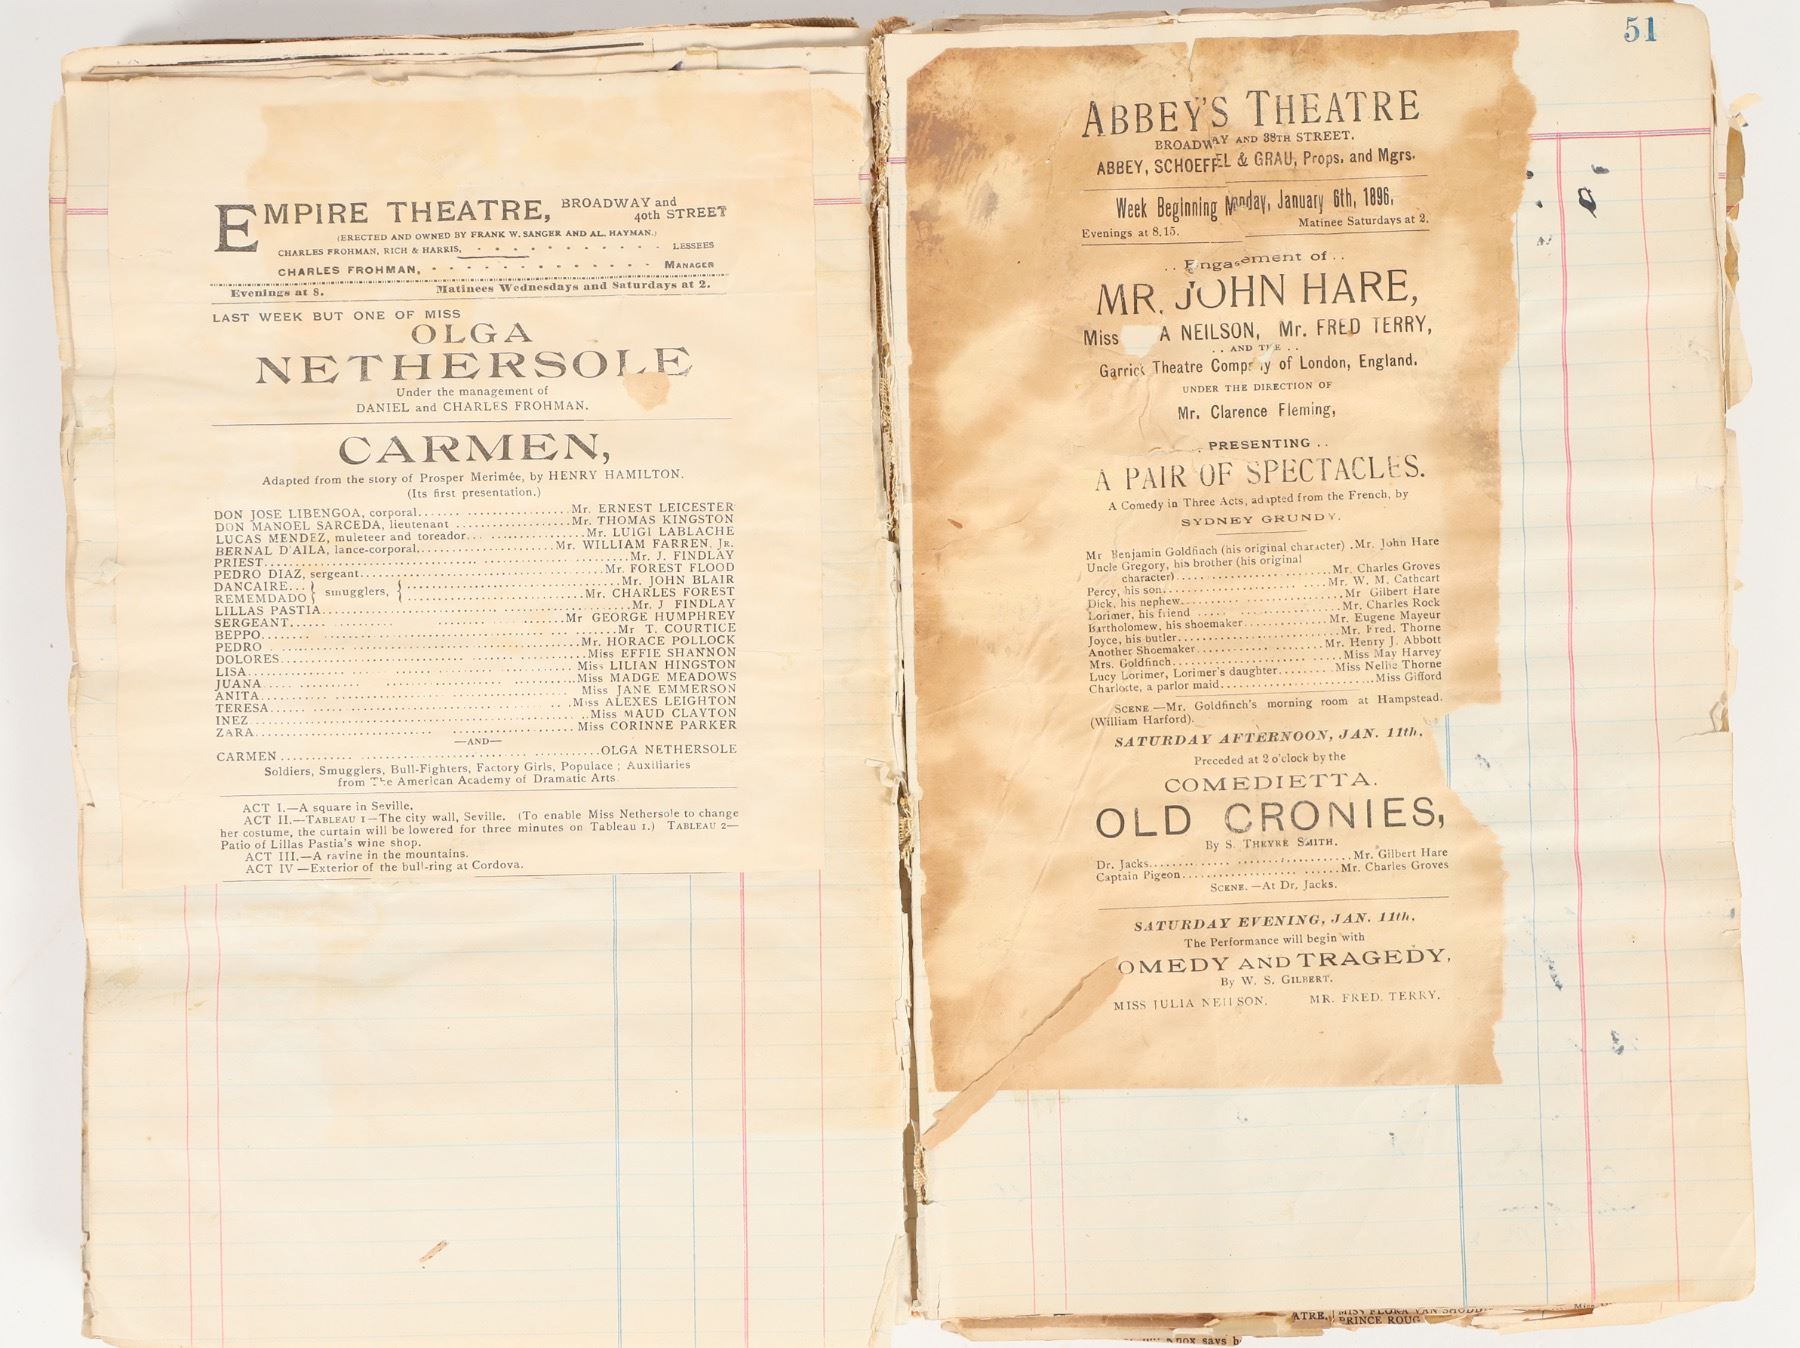 EMPIRE THEATRE, BROADWAY and 40th STREET
(ERECTED AND OWNED BY FRANK W. SANGER AND AL. HAYMAN.)
CHARLES FROHMAN, RICH & HARRIS, - - - - - - - - - - - LESSEES
CHARLES FROHMAN, - - - - - - - - - - - - - MANAGER
Evenings at 8. Matinees Wednesdays and Saturdays at 2.
LAST WEEK BUT ONE OF MISS
OLGA
NETHERSOLE
Under the management of
DANIEL and CHARLES FROHMAN.
CARMEN,
Adapted from the story of Prosper Merimée, by HENRY HAMILTON.
(Its first presentation.)
DON JOSE LIBENGOA, corporal........Mr. ERNEST LEICESTER
DON MANOEL SARCEDA, lieutenant........Mr. THOMAS KINGSTON
LUCAS MENDEZ, muleteer and toreador........Mr. LUIGI LABLACHE
BERNAL D'AILA, lance-corporal........Mr. WILLIAM FARREN, JR.
PRIEST........Mr. J. FINDLAY
PEDRO DIAZ, sergeant........Mr. FOREST FLOOD
DANCAIRE... } smugglers, { ........Mr. JOHN BLAIR
REMEMDADO } { ........Mr. CHARLES FOREST
LILLAS PASTIA........Mr. J FINDLAY
SERGEANT........Mr GEORGE HUMPHREY
BEPPO........Mr T. COURTICE
PEDRO........Mr. HORACE POLLOCK
DOLORES........Miss EFFIE SHANNON
LISA........Miss LILIAN HINGSTON
JUANA........Miss MADGE MEADOWS
ANITA........Miss JANE EMMERSON
TERESA........Miss ALEXES LEIGHTON
INEZ........Miss MAUD CLAYTON
ZARA........Miss CORINNE PARKER
—AND—
CARMEN........OLGA NETHERSOLE
Soldiers, Smugglers, Bull-Fighters, Factory Girls, Populace; Auxiliaries
from The American Academy of Dramatic Arts.
ACT I.—A square in Seville.
ACT II.—TABLEAU 1—The city wall, Seville. (To enable Miss Nethersole to change
her costume, the curtain will be lowered for three minutes on Tableau 1.) TABLEAU 2—
Patio of Lillas Pastia's wine shop.
ACT III.—A ravine in the mountains.
ACT IV—Exterior of the bull-ring at Cordova.
51
ABBEY'S THEATRE
BROADWAY AND 38TH STREET.
ABBEY, SCHOEFFEL & GRAU, Props. and Mgrs.
Week Beginning Monday, January 6th, 1896,
Evenings at 8.15. Matinee Saturdays at 2.
.. Engagement of ..
MR. JOHN HARE,
Miss A NEILSON, Mr. FRED TERRY,
.. AND THE ..
Garrick Theatre Company of London, England.
UNDER THE DIRECTION OF
Mr. Clarence Fleming,
. PRESENTING ..
A PAIR OF SPECTACLES.
A Comedy in Three Acts, adapted from the French, by
SYDNEY GRUNDY.
Mr Benjamin Goldfinch (his original character) .Mr. John Hare
Uncle Gregory, his brother (his original
character)........Mr. Charles Groves
Percy, his son........Mr. W. M. Cathcart
Dick, his nephew........Mr Gilbert Hare
Lorimer, his friend........Mr. Charles Rock
Bartholomew, his shoemaker........Mr. Eugene Mayeur
Joyce, his butler........Mr. Fred. Thorne
Another Shoemaker........Mr. Henry J. Abbott
Mrs. Goldfinch........Miss May Harvey
Lucy Lorimer, Lorimer's daughter........Miss Nellie Thorne
Charlotte, a parlor maid........Miss Gifford
SCENE—Mr. Goldfinch's morning room at Hampstead.
(William Harford).
SATURDAY AFTERNOON, JAN. 11th,
Preceded at 2 o'clock by the
COMEDIETTA.
OLD CRONIES,
By S. THEYRE SMITH.
Dr. Jacks........Mr. Gilbert Hare
Captain Pigeon........Mr. Charles Groves
SCENE.—At Dr, Jacks.
SATURDAY EVENING, JAN. 11th.
The Performance will begin with
OMEDY AND TRAGEDY,
By W. S. GILBERT.
MISS JULIA NEILSON. MR. FRED. TERRY.
ATRE. MISS FLORA VAN
PRINCE ROUG
Knox says b